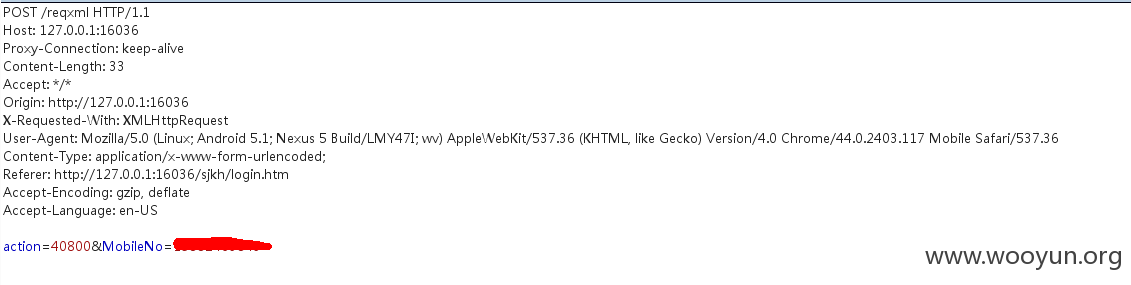 POST /reqxml HTTP/1.1
Host: 127.0.0.1:16036
Proxy-Connection: keep-alive
Content-Length: 33
Accept: */*
Origin: http://127.0.0.1:16036
X-Requested-With: XMLHttpRequest
User-Agent: Mozilla/5.0 (Linux; Android 5.1; Nexus 5 Build/LMY47I; wv) AppleWebKit/537.36 (KHTML, like Gecko) Version/4.0 Chrome/44.0.2403.117 Mobile Safari/537.36
Content-Type: application/x-www-form-urlencoded;
Referer: http://127.0.0.1:16036/sjkh/login.htm
Accept-Encoding: gzip, deflate
Accept-Language: en-US
action=40800&MobileNo=
www.wooyun.org